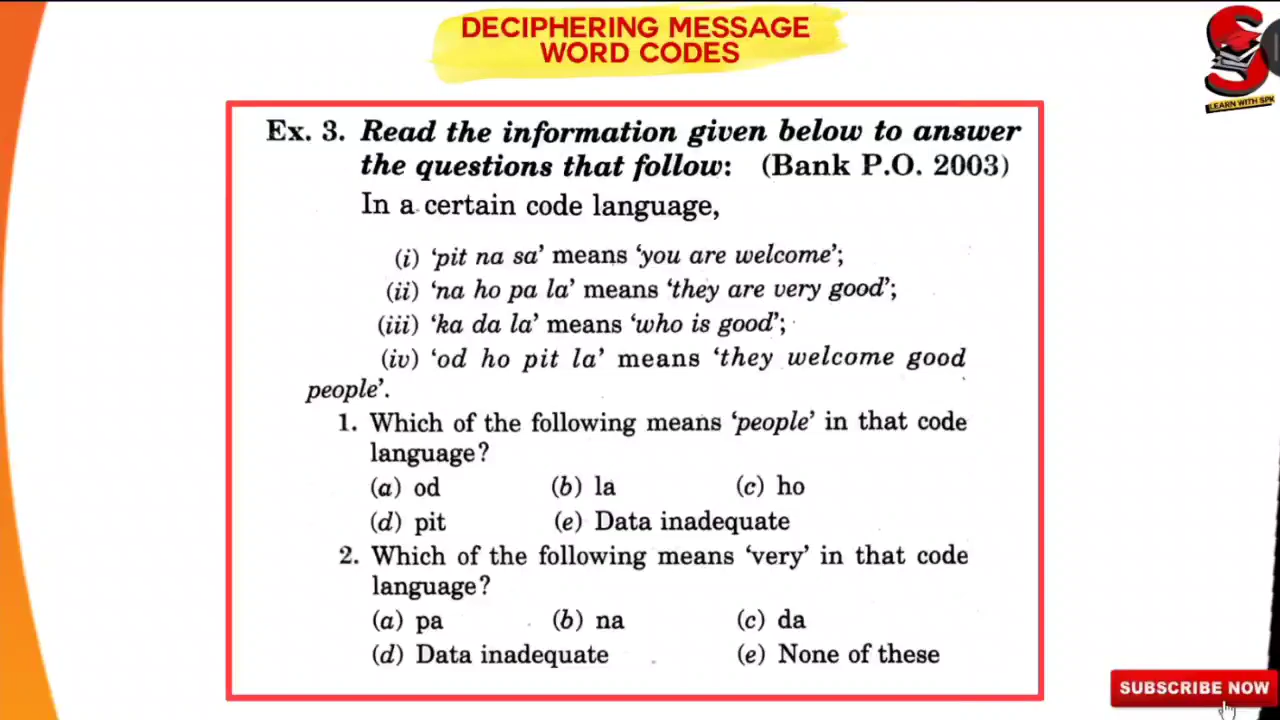 DECIPHERING MESSAGE
WORD CODES
LEARN WITH SPK
Ex. 3. Read the information given below to answer
the questions that follow: (Bank P.O. 2003)
In a certain code language,
(i) ‘pit na sa’ means ‘you are welcome’;
(ii) ‘na ho pa la’ means ‘they are very good’;
(iii) ‘ka da la’ means ‘who is good’;
(iv) ‘od ho pit la’ means ‘they welcome good
people’.
1. Which of the following means ‘people’ in that code
language?
(a) od (b) la (c) ho
(d) pit (e) Data inadequate
2. Which of the following means ‘very’ in that code
language?
(a) pa (b) na (c) da
(d) Data inadequate (e) None of these
SUBSCRIBE NOW